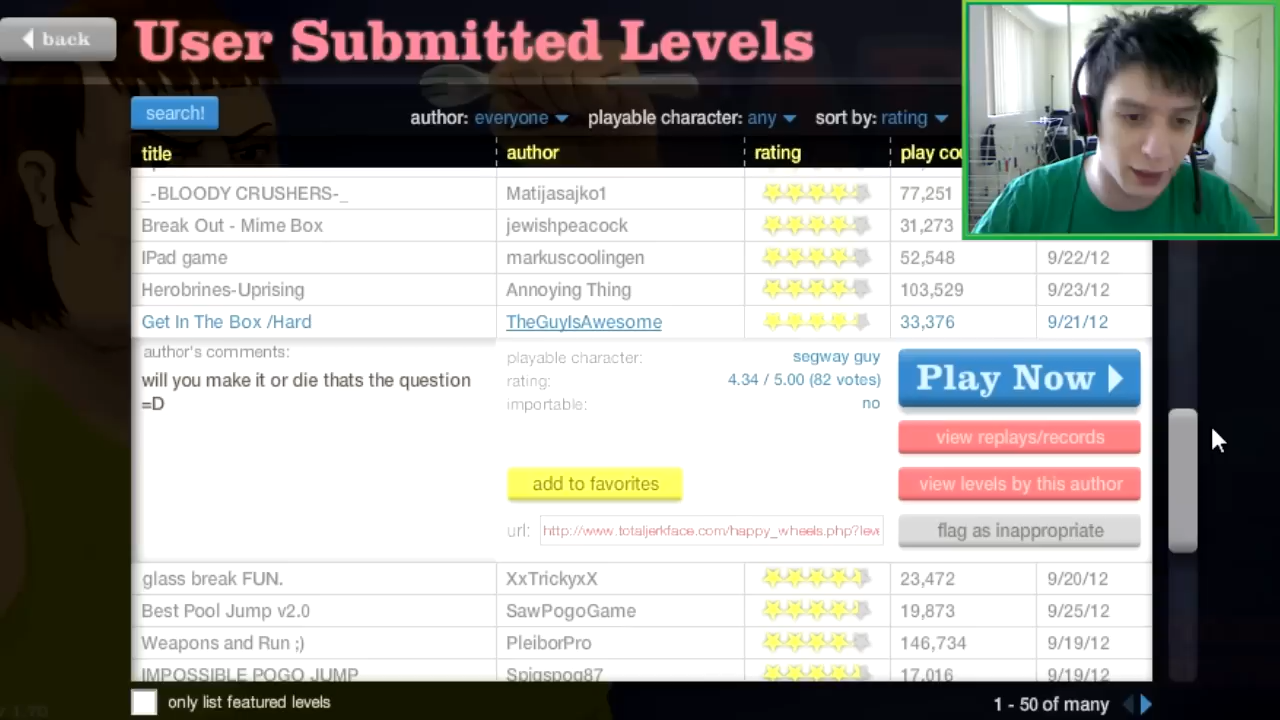 back
User Submitted Levels
search!
author: everyone playable character: any sort by: rating
title author rating play cou
_-BLOODY CRUSHERS-_ Matijasajko1 77,251
Break Out - Mime Box jewishpeacock 31,273
IPad game markuscoolingen 52,548 9/22/12
Herobrines-Uprising Annoying Thing 103,529 9/23/12
Get In The Box /Hard TheGuyIsAwesome 33,376 9/21/12
author's comments:
will you make it or die thats the question
=D
playable character: segway guy
rating: 4.34 / 5.00 (82 votes)
importable: no
add to favorites
url: http://www.totaljerkface.com/happy_wheels.php?leve
Play Now
view replays/records
view levels by this author
flag as inappropriate
glass break FUN. XxTrickyxX 23,472 9/20/12
Best Pool Jump v2.0 SawPogoGame 19,873 9/25/12
Weapons and Run ;) PleiborPro 146,734 9/19/12
IMPOSSIBLE POGO JUMP Spigspog87 17,016 9/19/12
only list featured levels
1 - 50 of many